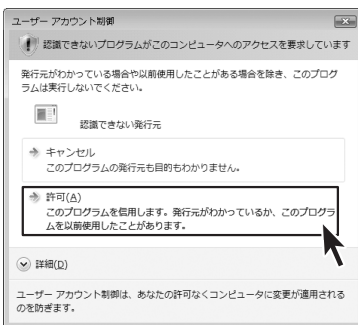 ユーザー アカウント制御
認識できないプログラムがこのコンピュータへのアクセスを要求しています
発行元がわかっている場合や以前使用したことがある場合を除き、このプログ
ラムは実行しないでください。
認識できない発行元
キャンセル
このプログラムの発行元も目的もわかりません。
許可(A)
このプログラムを信用します。発行元がわかっているか、このプログラ
ムを以前使用したことがあります。
詳細(D)
ユーザー アカウント制御は、あなたの許可なくコンピュータに変更が適用される
のを防ぎます。